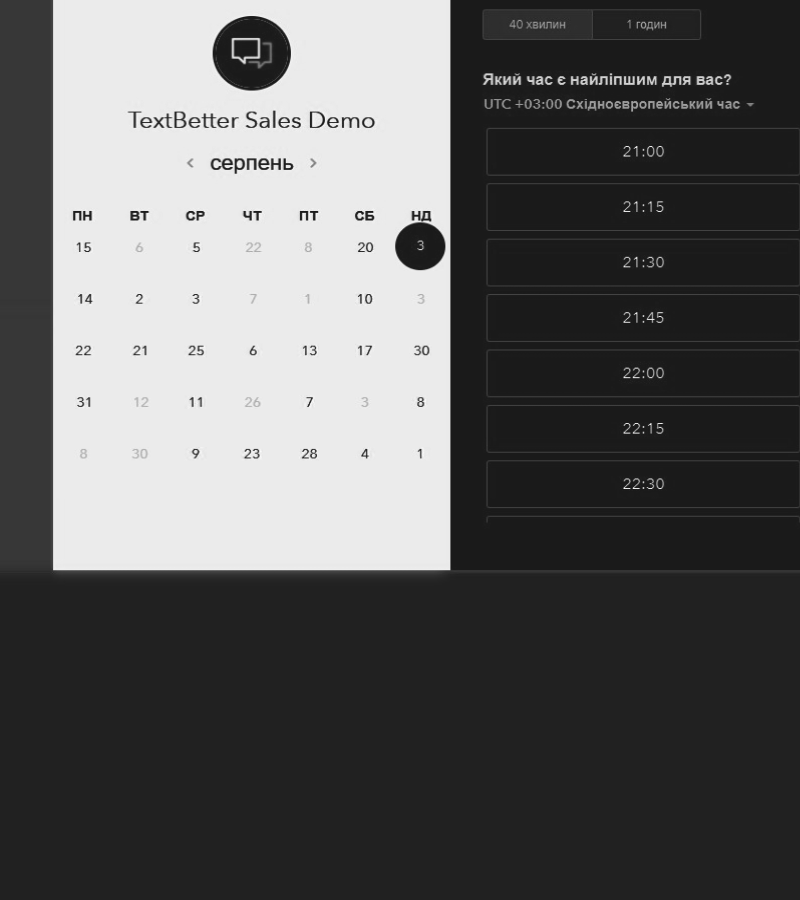 TextBetter Sales Demo
‹ серпень ›
ПН ВТ СР ЧТ ПТ СБ НД
15 6 5 22 8 20 3
14 2 3 7 1 10 3
22 21 25 6 13 17 30
31 12 11 26 7 3 8
8 30 9 23 28 4 1
40 хвилин 1 годин
Який час є найліпшим для вас?
UTC +03:00 Східноєвропейський час
21:00
21:15
21:30
21:45
22:00
22:15
22:30